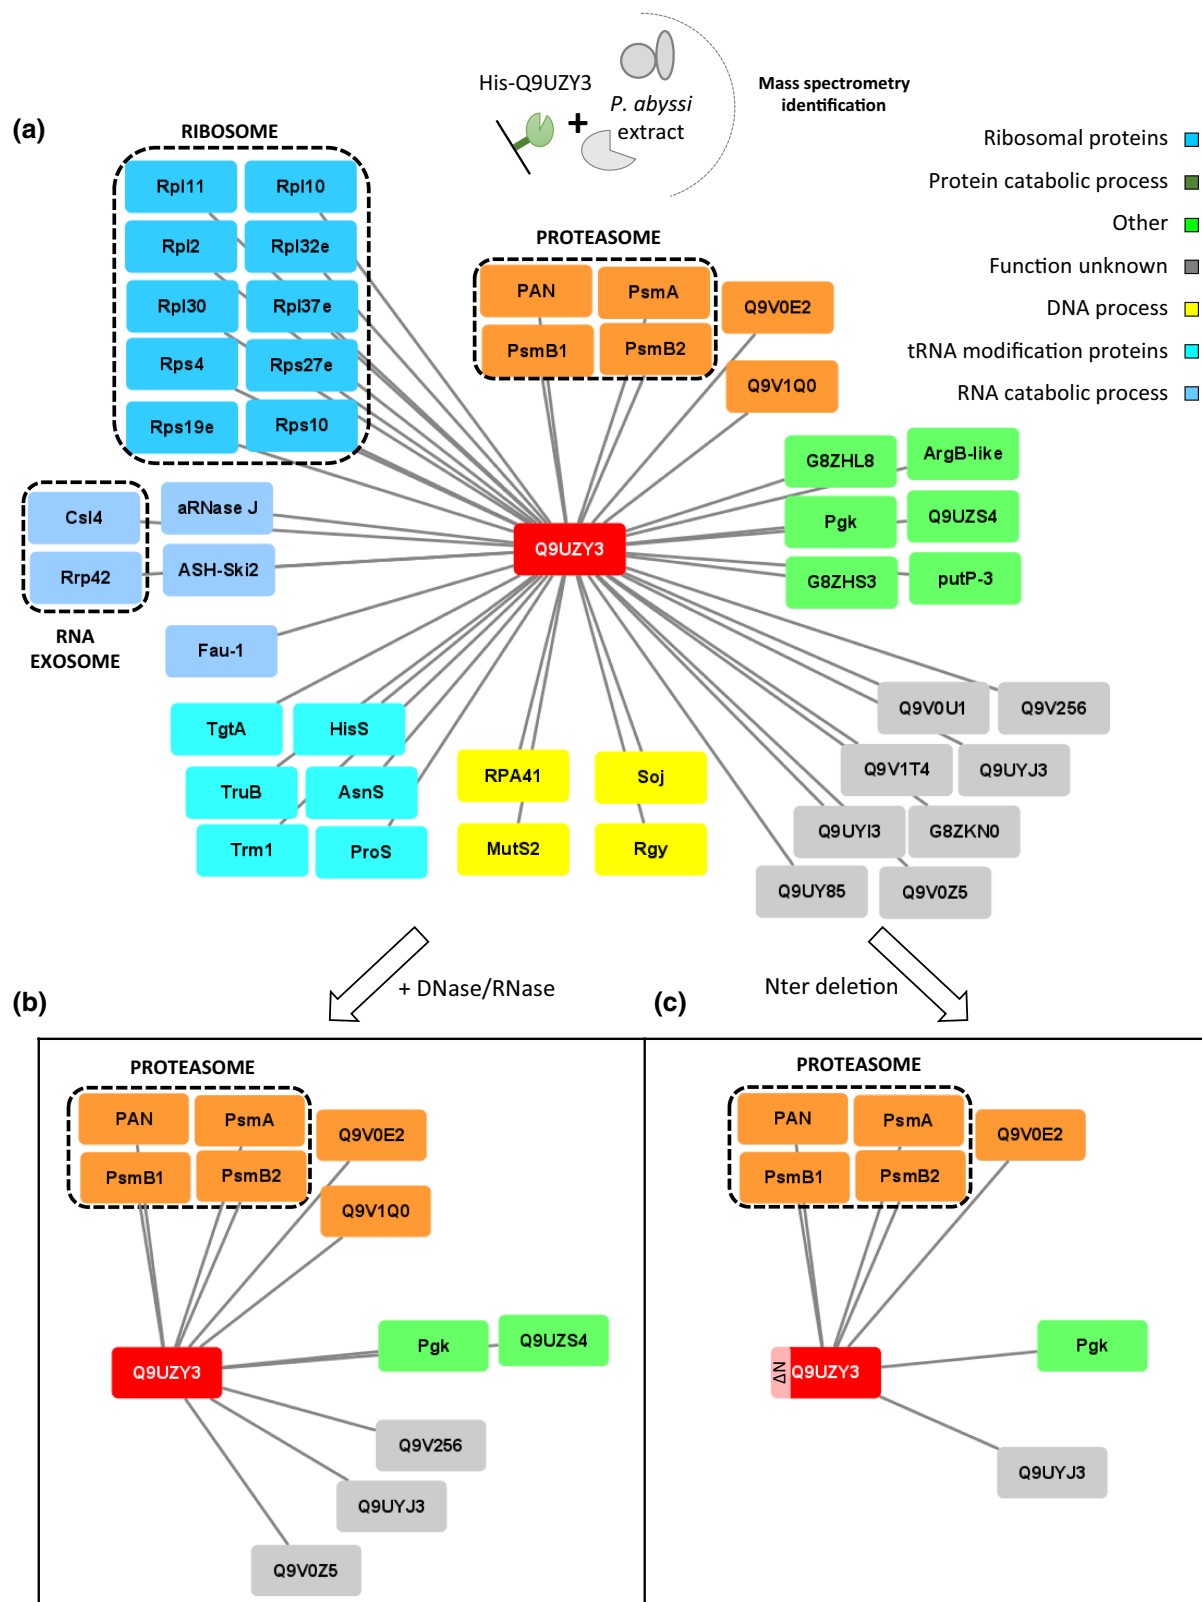 His-Q9UZY3
+
P. abyssi
extract
Mass spectrometry
identification
(a)
RIBOSOME
Rpl11
Rpl10
Rpl2
Rpl32e
Rpl30
Rpl37e
Rps4
Rps27e
Rps19e
Rps10
PROTEASOME
PAN
PsmA
PsmB1
PsmB2
Q9V0E2
Q9V1Q0
Ribosomal proteins
Protein catabolic process
Other
Function unknown
DNA process
tRNA modification proteins
RNA catabolic process
G8ZHL8
ArgB-like
Pgk
Q9UZS4
G8ZHS3
putP-3
Csl4
aRNase J
Rrp42
ASH-Ski2
RNA
EXOSOME
Fau-1
Q9UZY3
TgtA
HisS
TruB
AsnS
Trm1
ProS
RPA41
Soj
MutS2
Rgy
Q9V0U1
Q9V256
Q9V1T4
Q9UYJ3
Q9UYI3
G8ZKN0
Q9UY85
Q9V0Z5
+ DNase/RNase
Nter deletion
(b)
PROTEASOME
PAN
PsmA
PsmB1
PsmB2
Q9V0E2
Q9V1Q0
Pgk
Q9UZS4
Q9UZY3
Q9V256
Q9UYJ3
Q9V0Z5
(c)
PROTEASOME
PAN
PsmA
PsmB1
PsmB2
Q9V0E2
Pgk
ΔN
Q9UZY3
Q9UYJ3